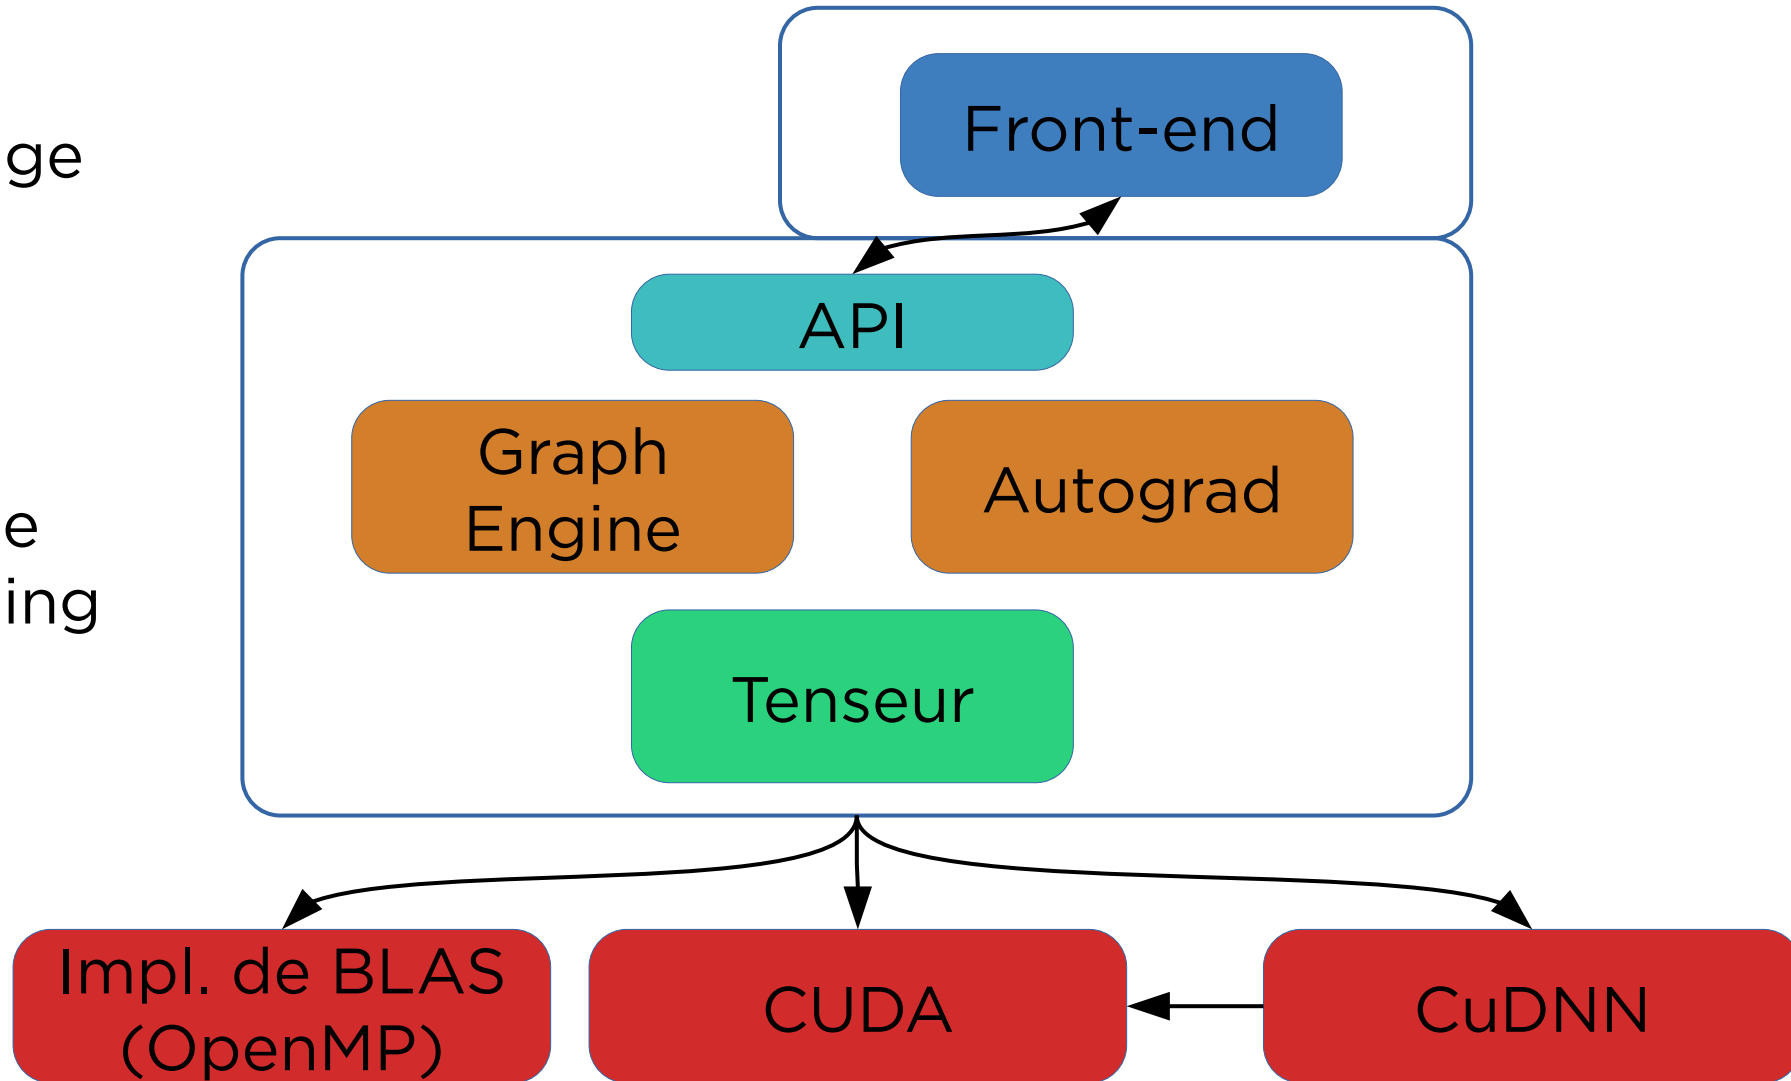 Front-end
ge
API
Graph
Engine
Autograd
e
ing
Tenseur
Impl. de BLAS
(OpenMP)
CUDA
CuDNN